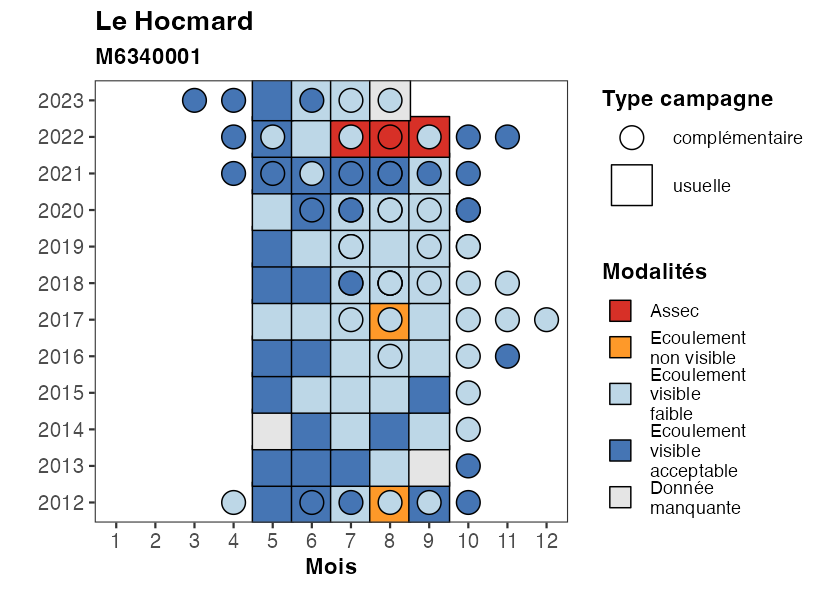 Le Hocmard
M6340001
2023
2022
2021
2020
2019
2018
2017
2016
2015
2014
2013
2012
1 2 3 4 5 6 7 8 9 10 11 12
Mois
Type campagne
complémentaire
usuelle
Modalités
Assec
Ecoulement
non visible
Ecoulement
visible
faible
Ecoulement
visible
acceptable
Donnée
manquante